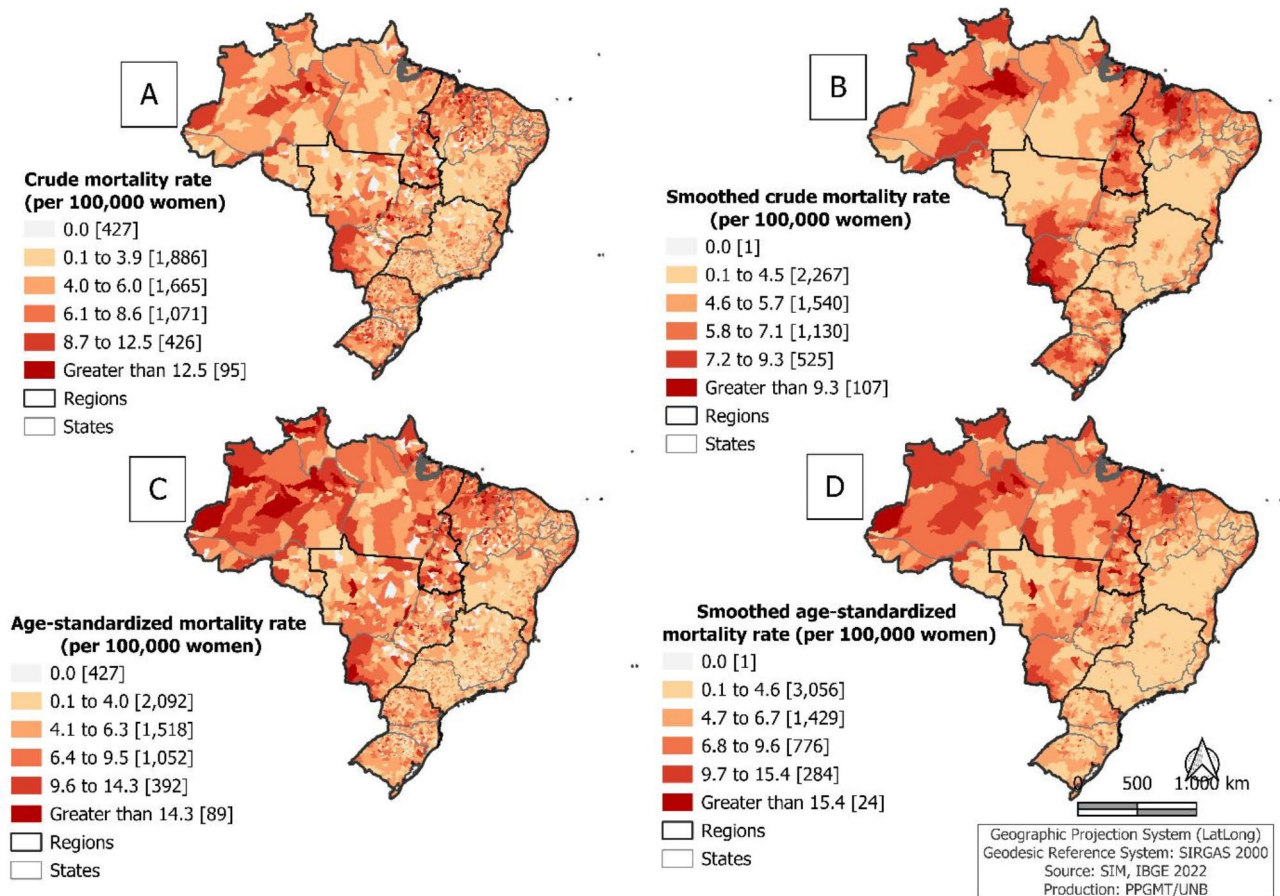 A
Crude mortality rate
(per 100,000 women)
0.0 [427]
0.1 to 3.9 [1,886]
4.0 to 6.0 [1,665]
6.1 to 8.6 [1,071]
8.7 to 12.5 [426]
Greater than 12.5 [95]
Regions
States
B
Smoothed crude mortality rate
(per 100,000 women)
0.0 [1]
0.1 to 4.5 [2,267]
4.6 to 5.7 [1,540]
5.8 to 7.1 [1,130]
7.2 to 9.3 [525]
Greater than 9.3 [107]
Regions
States
C
Age-standardized mortality rate
(per 100,000 women)
0.0 [427]
0.1 to 4.0 [2,092]
4.1 to 6.3 [1,518]
6.4 to 9.5 [1,052]
9.6 to 14.3 [392]
Greater than 14.3 [89]
Regions
States
D
Smoothed age-standardized
mortality rate (per 100,000 women)
0.0 [1]
0.1 to 4.6 [3,056]
4.7 to 6.7 [1,429]
6.8 to 9.6 [776]
9.7 to 15.4 [284]
Greater than 15.4 [24]
Regions
States
0 500 1.000 km
Geographic Projection System (LatLong)
Geodesic Reference System: SIRGAS 2000
Source: SIM, IBGE 2022
Production: PPGMT/UNB